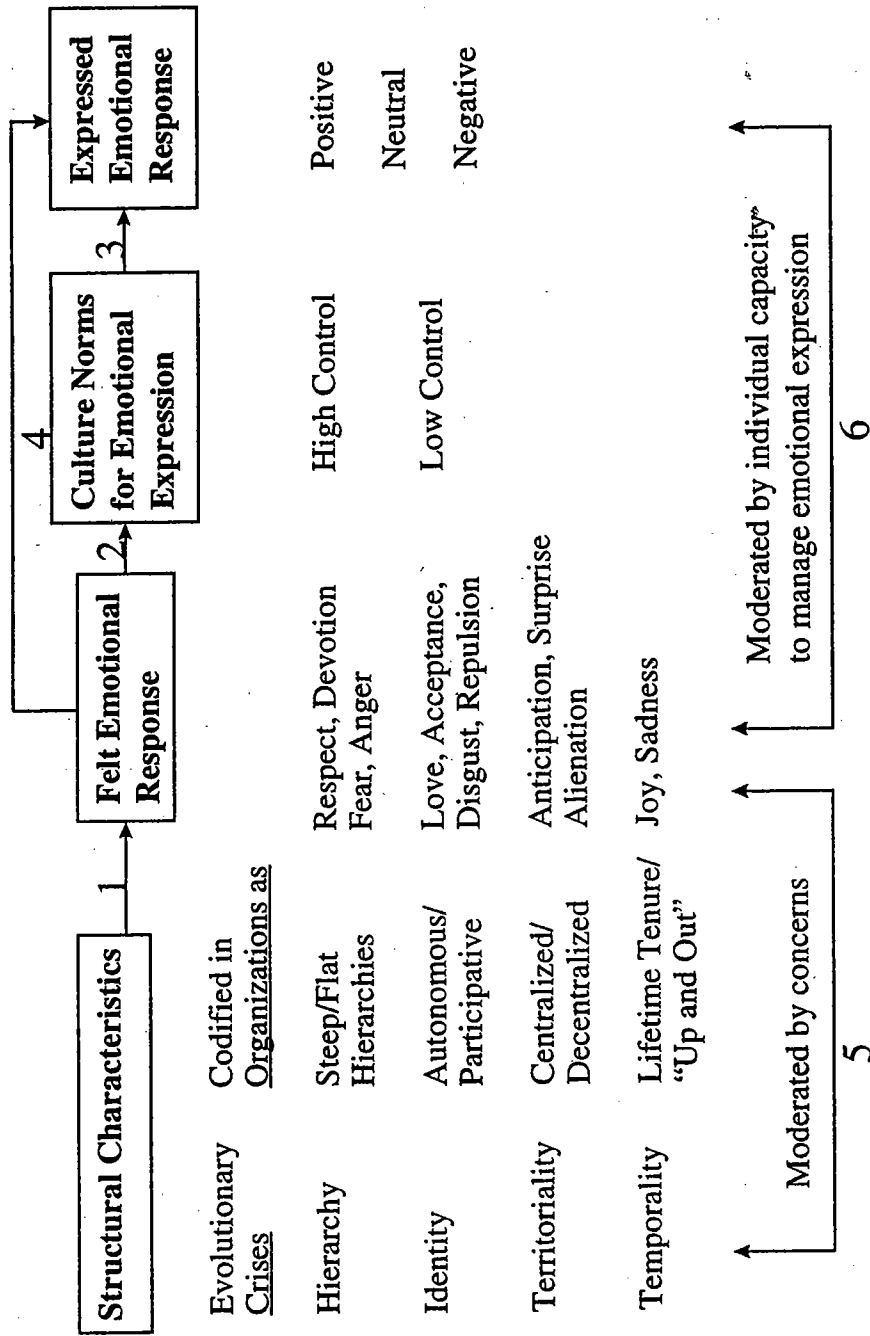 4
Structural Characteristics
1
Felt Emotional
Response
2
Culture Norms
for Emotional
Expression
3
Expressed
Emotional
Response
Evolutionary
Crises
Codified in
Organizations as
Hierarchy
Steep/Flat
Hierarchies
Respect, Devotion
Fear, Anger
High Control
Positive
Neutral
Identity
Autonomous/
Participative
Love, Acceptance,
Disgust, Repulsion
Low Control
Negative
Territoriality
Centralized/
Decentralized
Anticipation, Surprise
Alienation
Temporality
Lifetime Tenure/
“Up and Out”
Joy, Sadness
Moderated by concerns
5
Moderated by individual capacity
to manage emotional expression
6